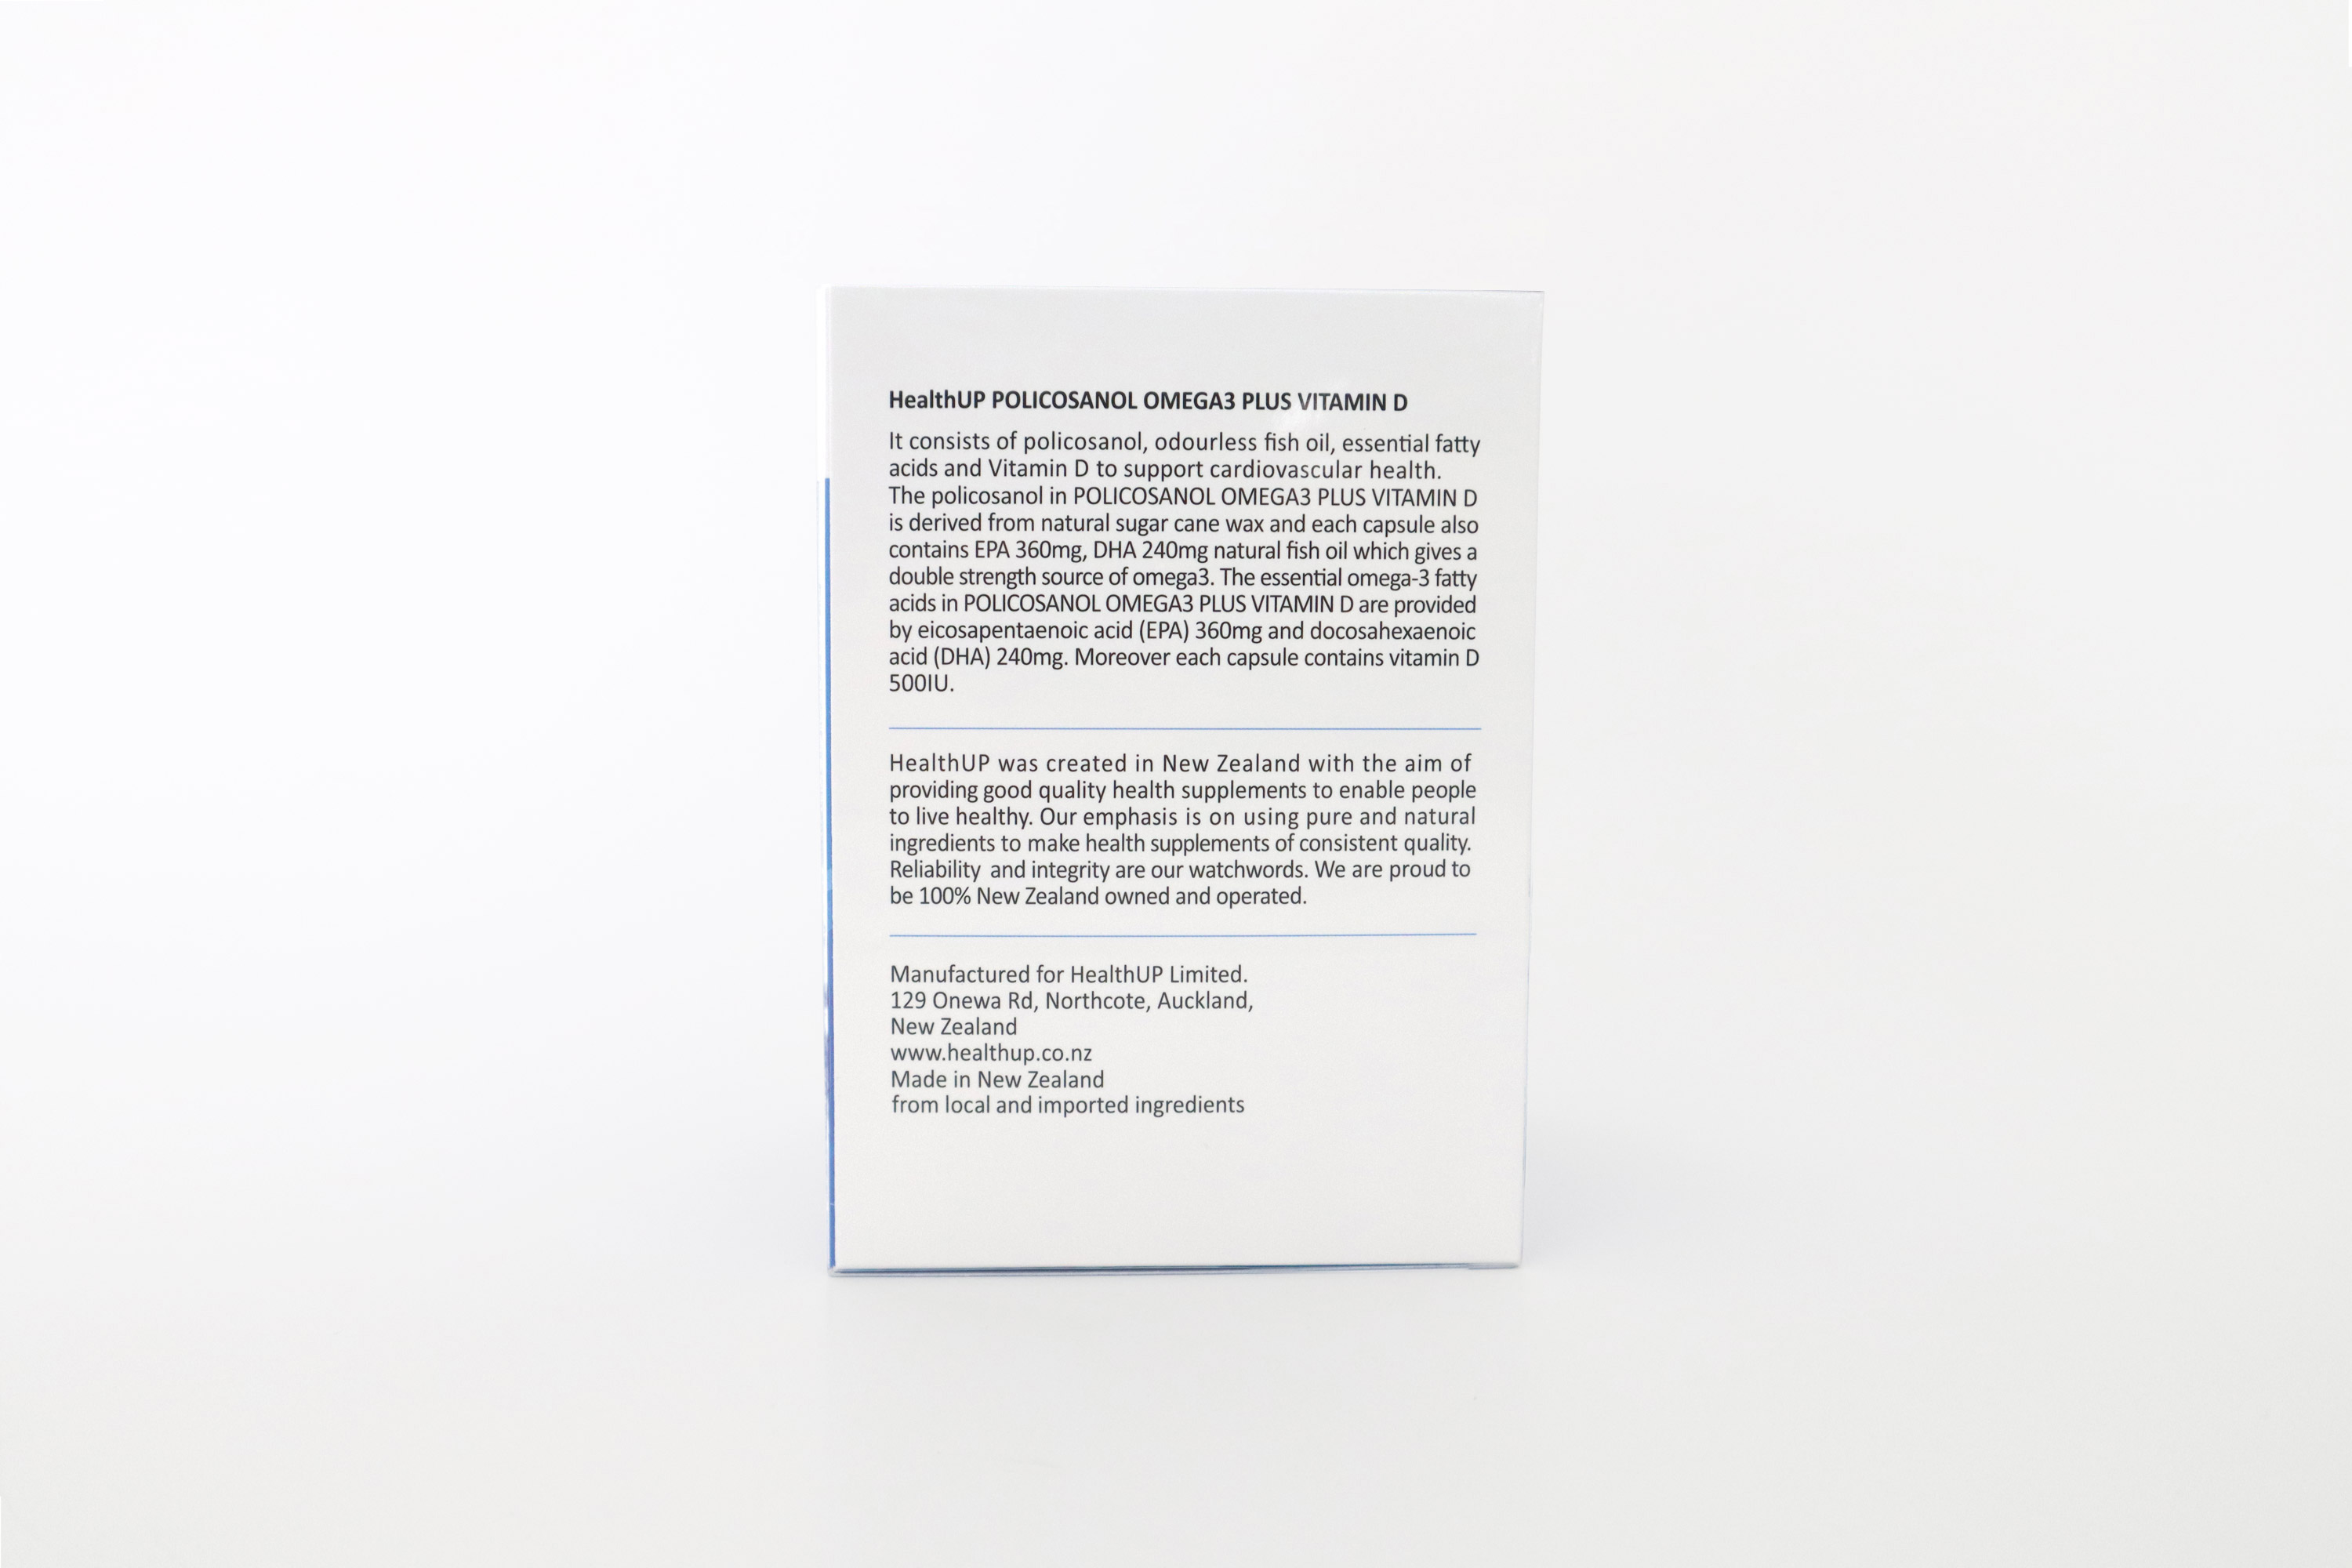 HealthUP POLICOSANOL OMEGA3 PLUS VITAMIN D
It consists of policosanol, odourless fish oil, essential fatty
acids and Vitamin D to support cardiovascular health.
The policosanol in POLICOSANOL OMEGA3 PLUS VITAMIN D
is derived from natural sugar cane wax and each capsule also
contains EPA 360mg, DHA 240mg natural fish oil which gives a
double strength source of omega3. The essential omega-3 fatty
acids in POLICOSANOL OMEGA3 PLUS VITAMIN D are provided
by eicosapentaenoic acid (EPA) 360mg and docosahexaenoic
acid (DHA) 240mg. Moreover each capsule contains vitamin D
500IU.
HealthUP was created in New Zealand with the aim of
providing good quality health supplements to enable people
to live healthy. Our emphasis is on using pure and natural
ingredients to make health supplements of consistent quality.
Reliability and integrity are our watchwords. We are proud to
be 100% New Zealand owned and operated.
Manufactured for HealthUP Limited.
129 Onewa Rd, Northcote, Auckland,
New Zealand
www.healthup.co.nz
Made in New Zealand
from local and imported ingredients